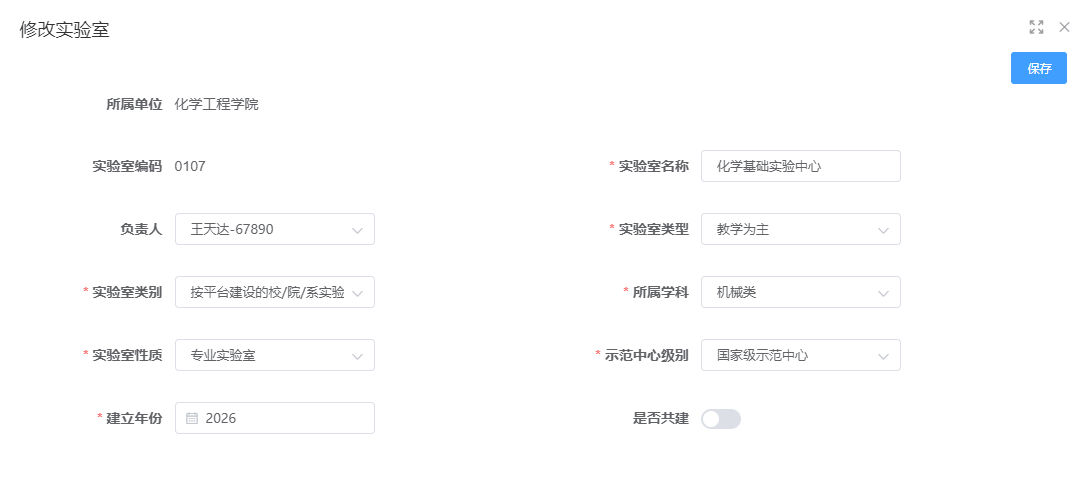 修改实验室
保存
所属单位 化学工程学院
实验室编码 0107
* 实验室名称 化学基础实验中心
负责人 王天达-67890
* 实验室类型 教学为主
* 实验室类别 按平台建设的校/院/系实验
* 所属学科 机械类
* 实验室性质 专业实验室
* 示范中心级别 国家级示范中心
* 建立年份 2026
是否共建